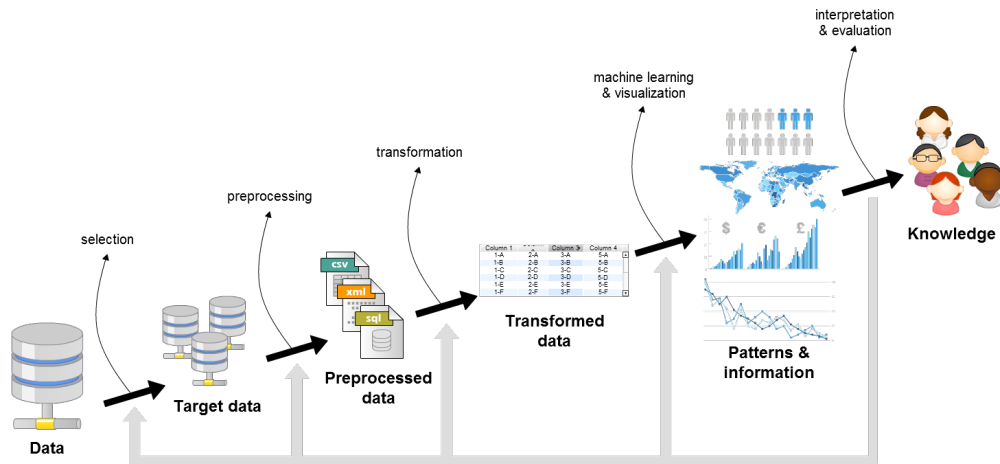 interpretation
& evaluation
machine learning
& visualization
transformation
preprocessing
selection
Knowledge
$ € £
csv
xml
sql
Column 1 Column 3 Column 4
1-A 2-A 3-A 5-A
1-B 2-B 3-B 5-B
1-C 2-C 3-C 5-C
1-D 2-D 3-D 5-D
1-E 2-E 3-E 5-E
1-F 2-F 3-F 5-F
Transformed
data
Patterns &
information
Preprocessed
data
Target data
Data